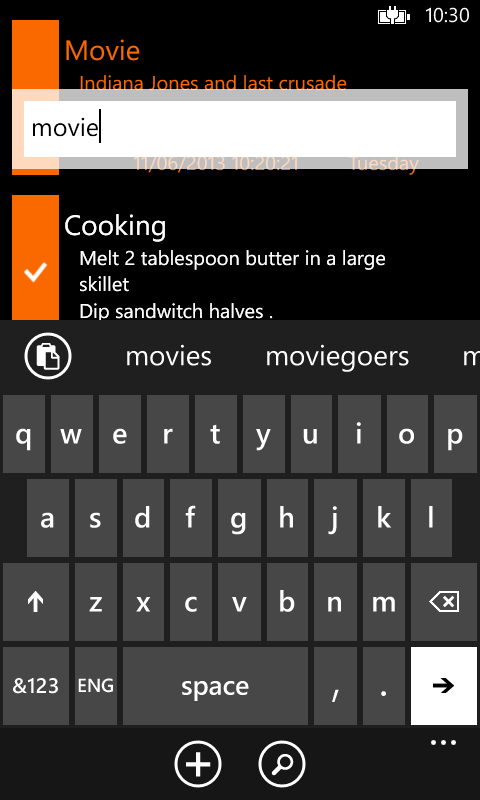 10:30
Movie
Indiana Jones and last crusade
movie
11/06/2013 10:20:21 Tuesday
Cooking
Melt 2 tablespoon butter in a large
skillet
Dip sandwitch halves .
movies moviegoers m
q w e r t y u i o p
a s d f g h j k l
z x c v b n m
&123 ENG space , .